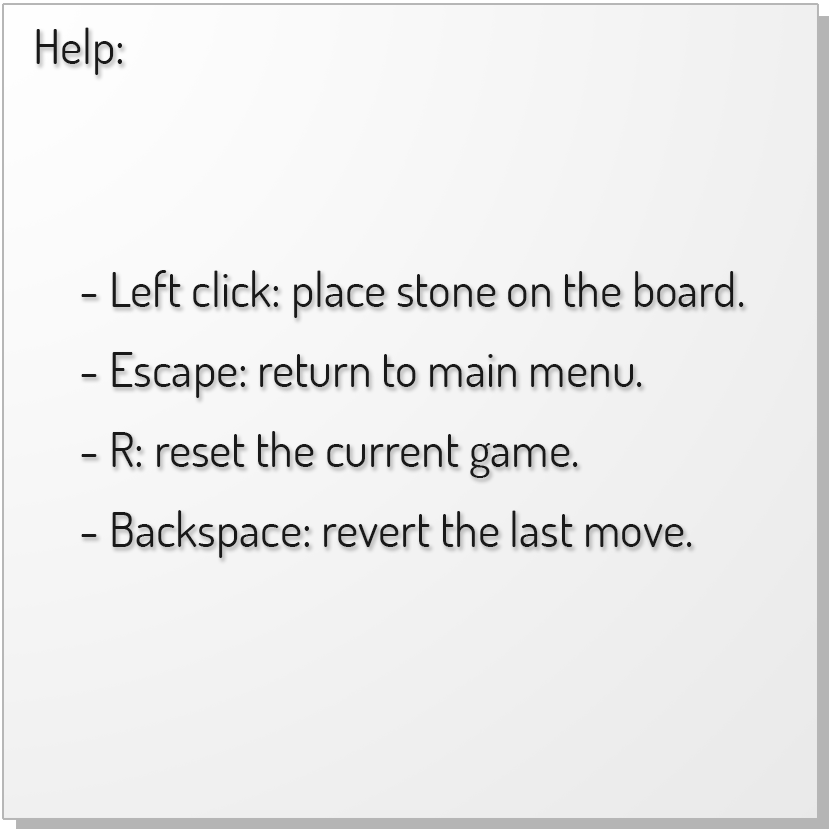 Help:
- Left click: place stone on the board.
- Escape: return to main menu.
- R: reset the current game.
- Backspace: revert the last move.